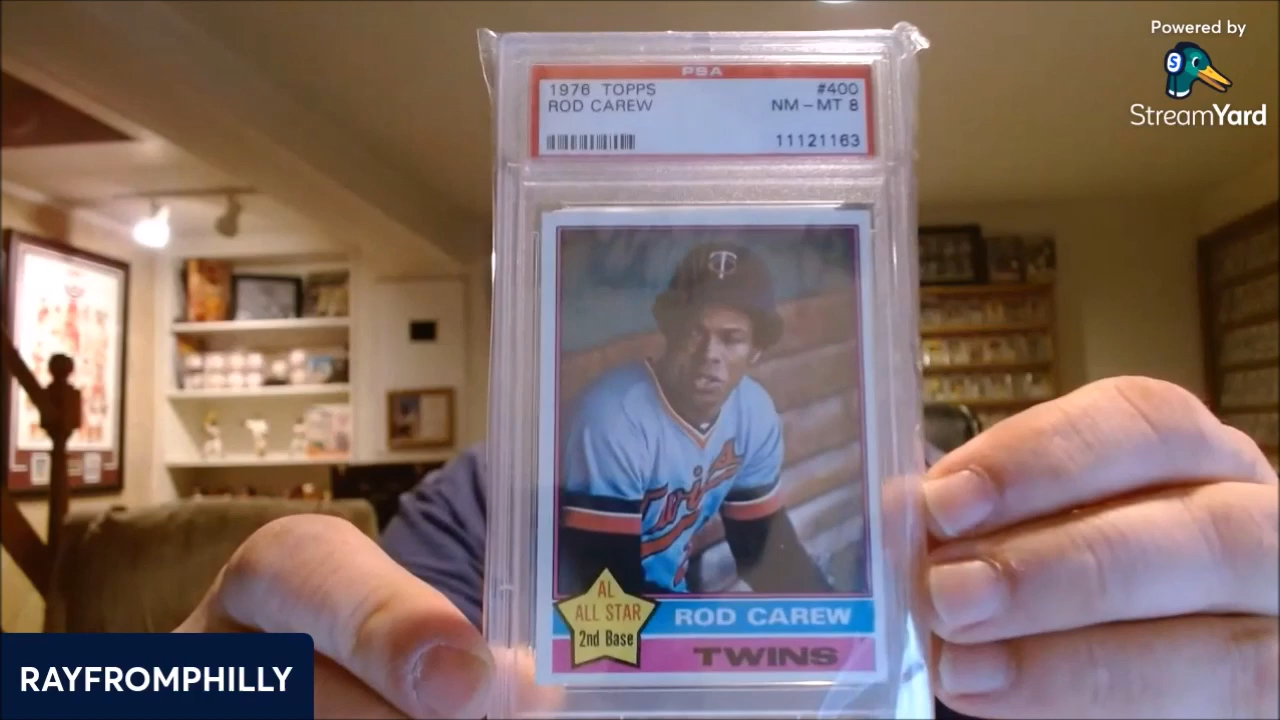 Powered by
StreamYard
PSA
1976 TOPPS #400
ROD CAREW NM-MT 8
11121163
Twins
AL
ALL STAR
2nd Base
ROD CAREW
TWINS
RAYFROMPHILLY